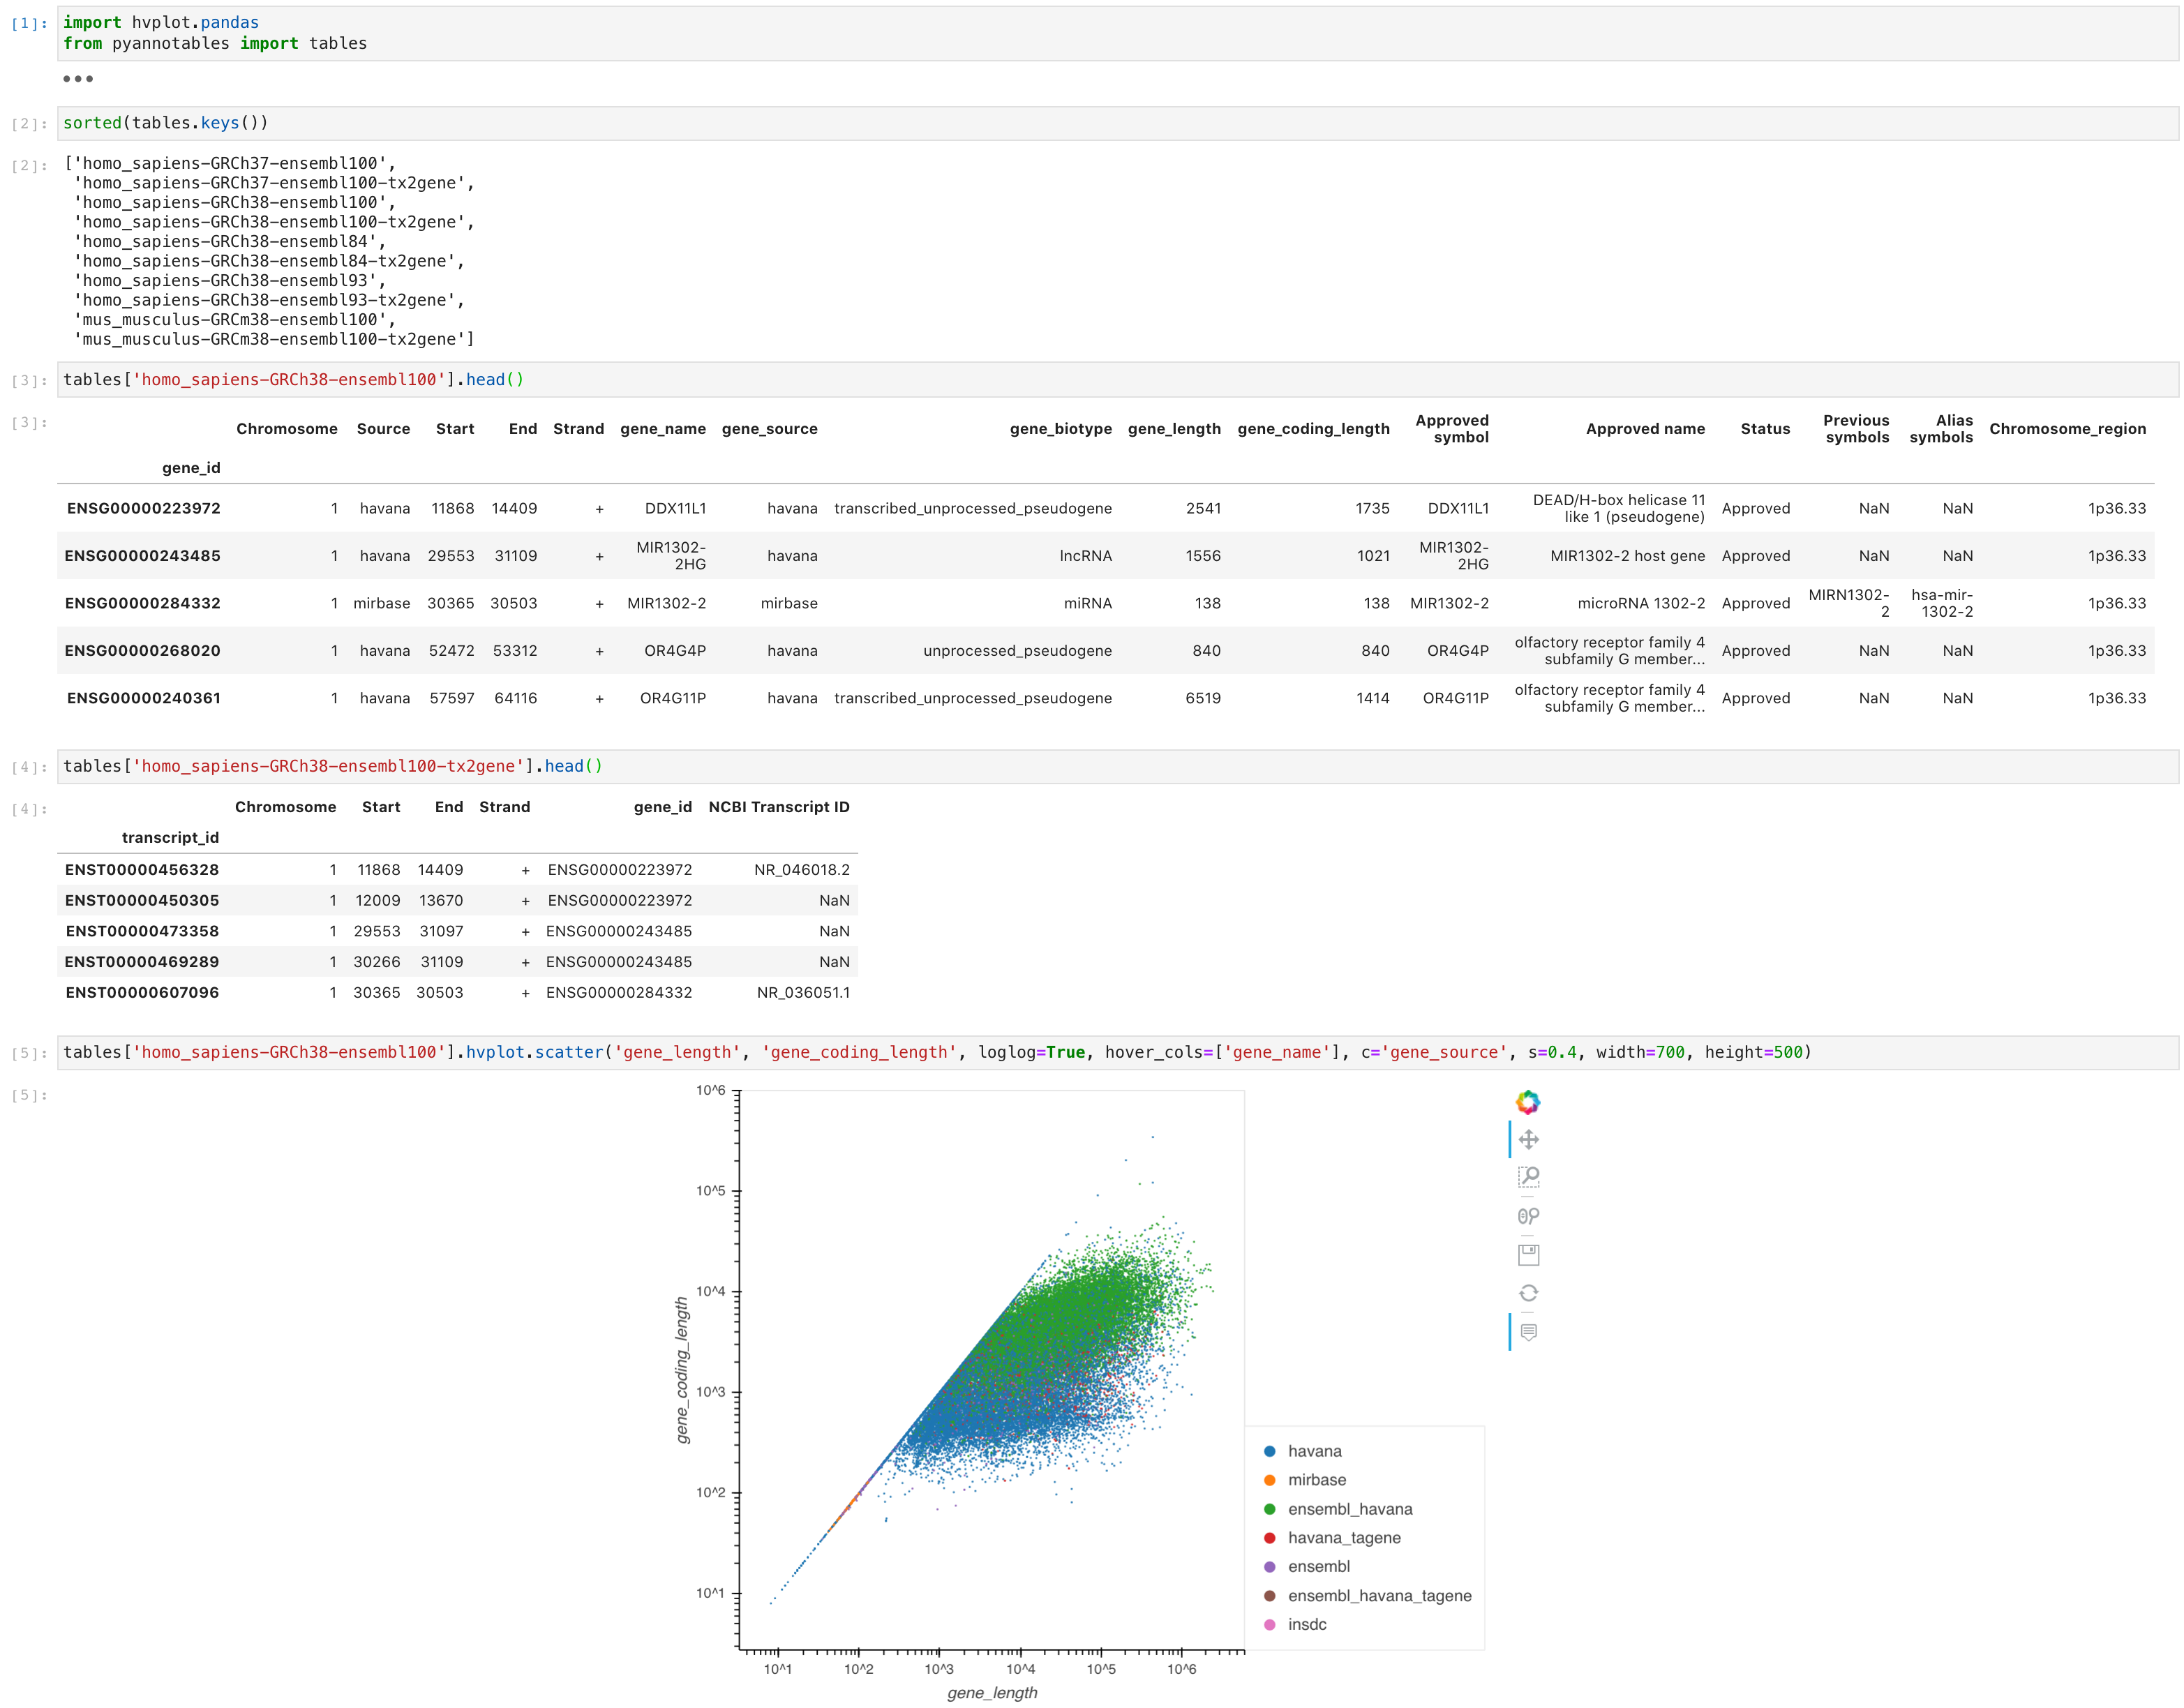 [1]: import hvplot.pandas
from pyannotables import tables
•••
[2]: sorted(tables.keys())
[2]: ['homo_sapiens-GRCh37-ensembl100',
'homo_sapiens-GRCh37-ensembl100-tx2gene',
'homo_sapiens-GRCh38-ensembl100',
'homo_sapiens-GRCh38-ensembl100-tx2gene',
'homo_sapiens-GRCh38-ensembl84',
'homo_sapiens-GRCh38-ensembl84-tx2gene',
'homo_sapiens-GRCh38-ensembl93',
'homo_sapiens-GRCh38-ensembl93-tx2gene',
'mus_musculus-GRCm38-ensembl100',
'mus_musculus-GRCm38-ensembl100-tx2gene']
[3]: tables['homo_sapiens-GRCh38-ensembl100'].head()
[3]: Chromosome Source Start End Strand gene_name gene_source gene_biotype gene_length gene_coding_length Approved symbol Approved name Status Previous symbols Alias symbols Chromosome_region
gene_id
ENSG00000223972 1 havana 11868 14409 + DDX11L1 havana transcribed_unprocessed_pseudogene 2541 1735 DDX11L1 DEAD/H-box helicase 11 like 1 (pseudogene) Approved NaN NaN 1p36.33
ENSG00000243485 1 havana 29553 31109 + MIR1302-2HG havana lncRNA 1556 1021 MIR1302-2HG MIR1302-2 host gene Approved NaN NaN 1p36.33
ENSG00000284332 1 mirbase 30365 30503 + MIR1302-2 mirbase miRNA 138 138 MIR1302-2 microRNA 1302-2 Approved MIRN1302-2 hsa-mir-1302-2 1p36.33
ENSG00000268020 1 havana 52472 53312 + OR4G4P havana unprocessed_pseudogene 840 840 OR4G4P olfactory receptor family 4 subfamily G member... Approved NaN NaN 1p36.33
ENSG00000240361 1 havana 57597 64116 + OR4G11P havana transcribed_unprocessed_pseudogene 6519 1414 OR4G11P olfactory receptor family 4 subfamily G member... Approved NaN NaN 1p36.33
[4]: tables['homo_sapiens-GRCh38-ensembl100-tx2gene'].head()
[4]: Chromosome Start End Strand gene_id NCBI Transcript ID
transcript_id
ENST00000456328 1 11868 14409 + ENSG00000223972 NR_046018.2
ENST00000450305 1 12009 13670 + ENSG00000223972 NaN
ENST00000473358 1 29553 31097 + ENSG00000243485 NaN
ENST00000469289 1 30266 31109 + ENSG00000243485 NaN
ENST00000607096 1 30365 30503 + ENSG00000284332 NR_036051.1
[5]: tables['homo_sapiens-GRCh38-ensembl100'].hvplot.scatter('gene_length', 'gene_coding_length', loglog=True, hover_cols=['gene_name'], c='gene_source', s=0.4, width=700, height=500)
[5]:
10^6
10^5
10^4
10^3
10^2
10^1
gene_coding_length
havana
mirbase
ensembl_havana
havana_tagene
ensembl
ensembl_havana_tagene
insdc
10^1 10^2 10^3 10^4 10^5 10^6
gene_length